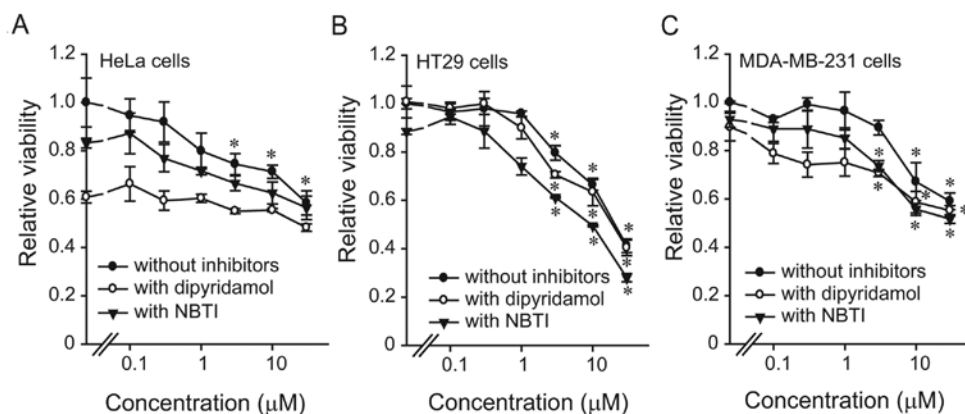 A
HeLa cells
Relative viability
1.2
1.0
0.8
0.6
0.4
0.2
0
without inhibitors
with dipyridamol
with NBTI
0.1
1
10
Concentration (μM)
* * *
B
HT29 cells
Relative viability
1.2
1.0
0.8
0.6
0.4
0.2
0
without inhibitors
with dipyridamol
with NBTI
0.1
1
10
Concentration (μM)
* * * * * * * * *
C
MDA-MB-231 cells
Relative viability
1.2
1.0
0.8
0.6
0.4
0.2
0
without inhibitors
with dipyridamol
with NBTI
0.1
1
10
Concentration (μM)
* * * * * * * *